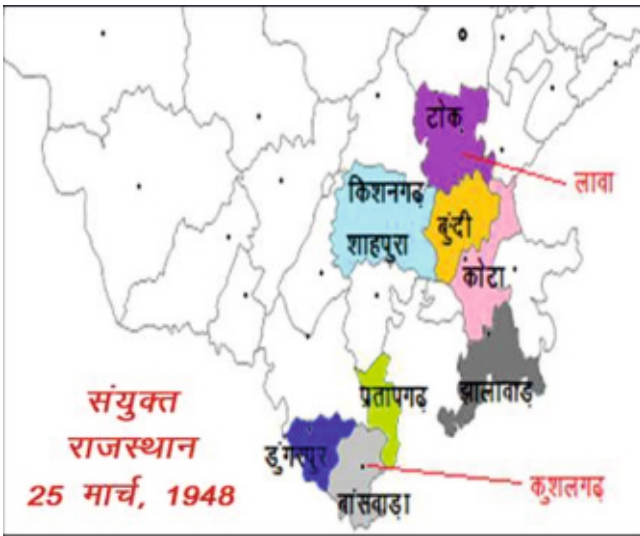 टोंक
लावा
किशनगढ़
शाहपुरा
बुंदी
कोटा
झालावाड़
प्रतापगढ़
डुंगरपुर
बांसवाड़ा
कुशलगढ़
संयुक्त
राजस्थान
25 मार्च, 1948